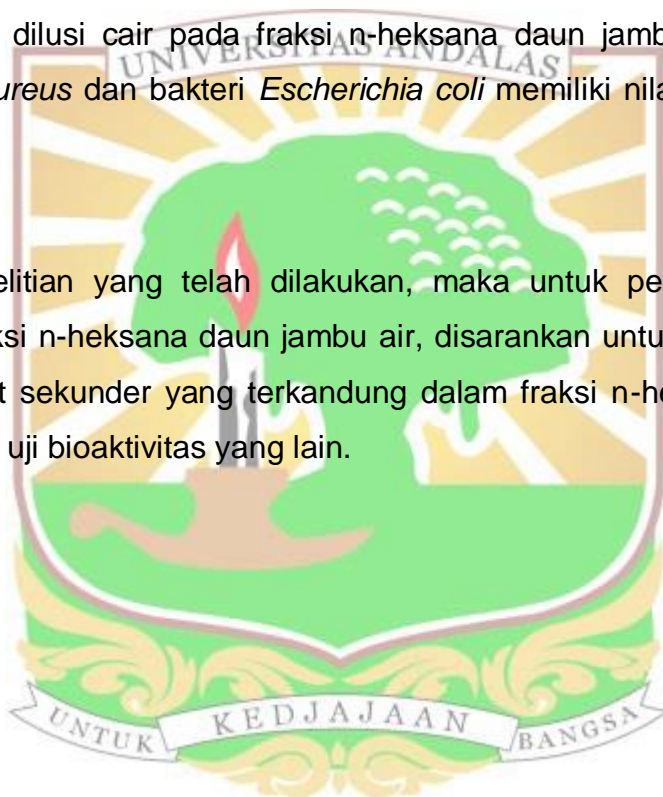 dilusi cair pada fraksi n-heksana daun jamb
UNIVERSITAS ANDALAS
ureus dan bakteri Escherichia coli memiliki nila
elitian yang telah dilakukan, maka untuk pe
ksi n-heksana daun jambu air, disarankan untu
t sekunder yang terkandung dalam fraksi n-he
uji bioaktivitas yang lain.
UNTUK KEDJAJAAN BANGSA